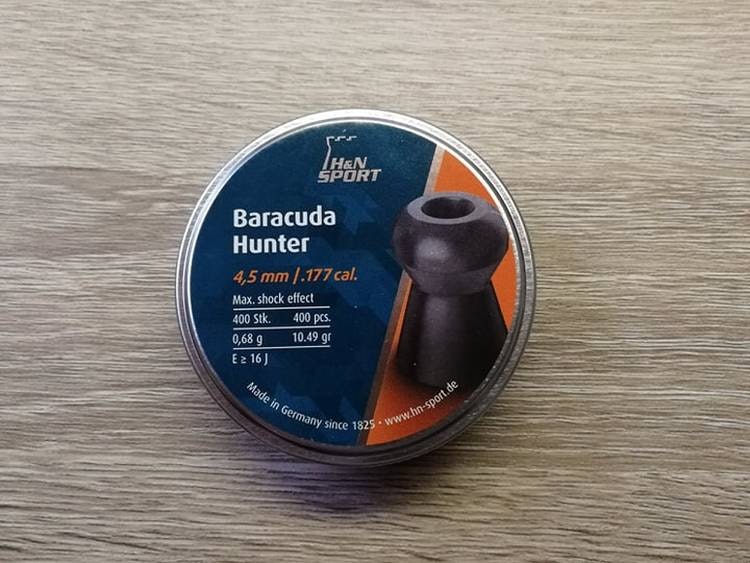 H&N
SPORT
Baracuda
Hunter
4,5 mm / .177 cal.
Max. shock effect
400 Stk. 400 pcs.
0,68 g 10.49 gr
E ≥ 16 J
Made in Germany since 1825 • www.hn-sport.de